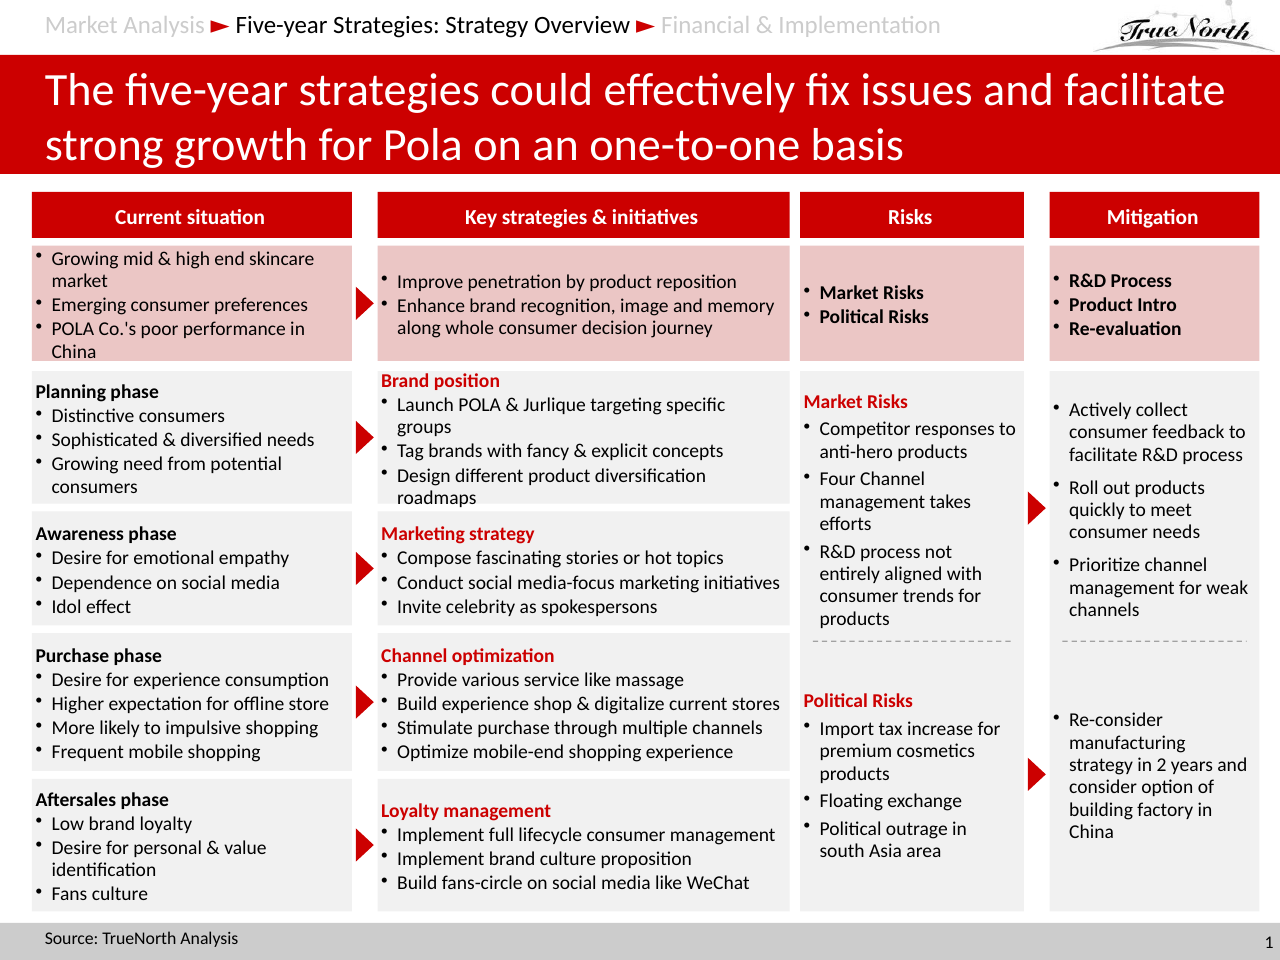 Market Analysis ► Five-year Strategies: Strategy Overview ► Financial & Implementation
TrueNorth
The five-year strategies could effectively fix issues and facilitate
strong growth for Pola on an one-to-one basis
Current situation
Key strategies & initiatives
Risks
Mitigation
• Growing mid & high end skincare
market
• Emerging consumer preferences
• POLA Co.'s poor performance in
China
• Improve penetration by product reposition
• Enhance brand recognition, image and memory
along whole consumer decision journey
• Market Risks
• Political Risks
• R&D Process
• Product Intro
• Re-evaluation
Planning phase
• Distinctive consumers
• Sophisticated & diversified needs
• Growing need from potential
consumers
Brand position
• Launch POLA & Jurlique targeting specific
groups
• Tag brands with fancy & explicit concepts
• Design different product diversification
roadmaps
Awareness phase
• Desire for emotional empathy
• Dependence on social media
• Idol effect
Marketing strategy
• Compose fascinating stories or hot topics
• Conduct social media-focus marketing initiatives
• Invite celebrity as spokespersons
Purchase phase
• Desire for experience consumption
• Higher expectation for offline store
• More likely to impulsive shopping
• Frequent mobile shopping
Channel optimization
• Provide various service like massage
• Build experience shop & digitalize current stores
• Stimulate purchase through multiple channels
• Optimize mobile-end shopping experience
Aftersales phase
• Low brand loyalty
• Desire for personal & value
identification
• Fans culture
Loyalty management
• Implement full lifecycle consumer management
• Implement brand culture proposition
• Build fans-circle on social media like WeChat
Market Risks
• Competitor responses to
anti-hero products
• Four Channel
management takes
efforts
• R&D process not
entirely aligned with
consumer trends for
products
Political Risks
• Import tax increase for
premium cosmetics
products
• Floating exchange
• Political outrage in
south Asia area
• Actively collect
consumer feedback to
facilitate R&D process
• Roll out products
quickly to meet
consumer needs
• Prioritize channel
management for weak
channels
• Re-consider
manufacturing
strategy in 2 years and
consider option of
building factory in
China
Source: TrueNorth Analysis
1